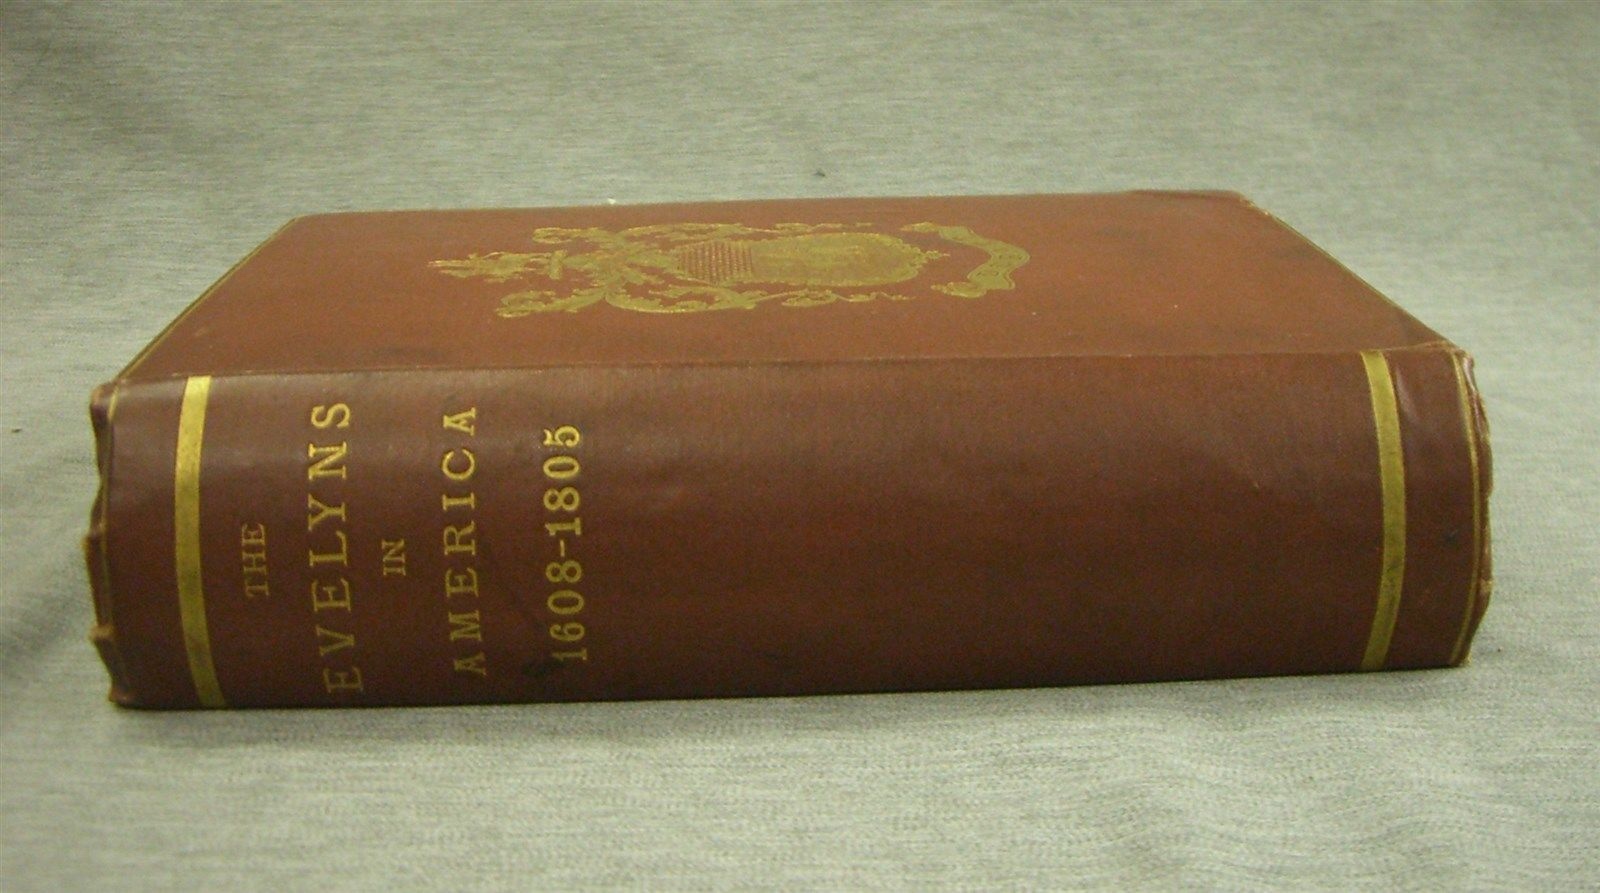 THE
EVELYNS
IN
AMERICA
1608-1805